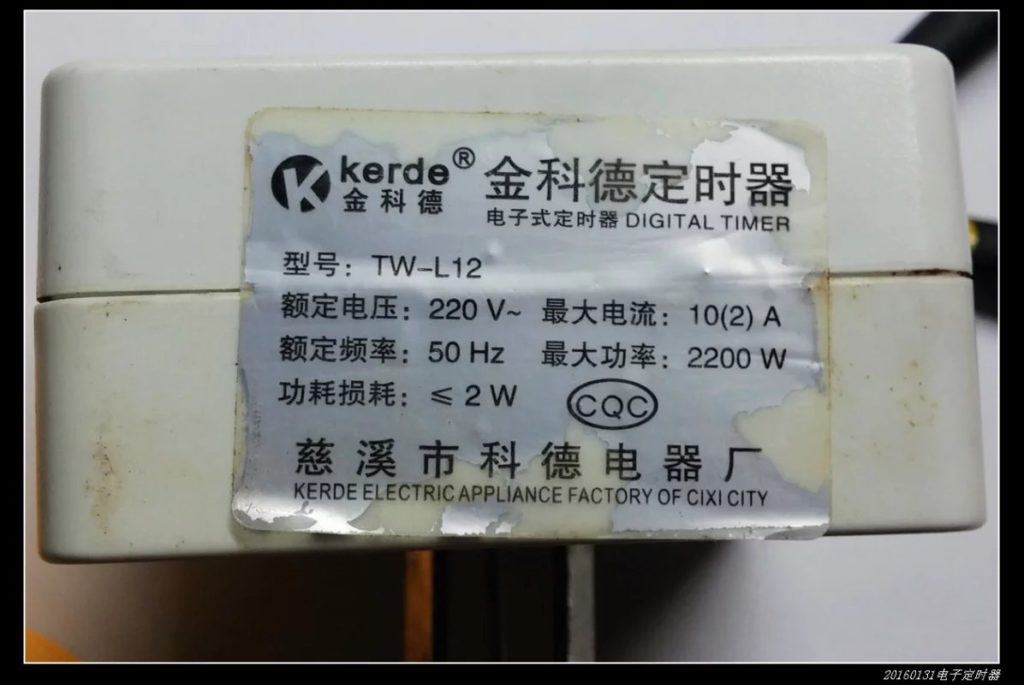 kerde® 金科德定时器
金科德
电子式定时器 DIGITAL TIMER
型号：TW-L12
额定电压：220 V~ 最大电流：10(2) A
额定频率：50 Hz 最大功率：2200 W
功耗损耗：≤ 2 W CQC
慈溪市科德电器厂
KERDE ELECTRIC APPLIANCE FACTORY OF CIXI CITY
20160131电子定时器